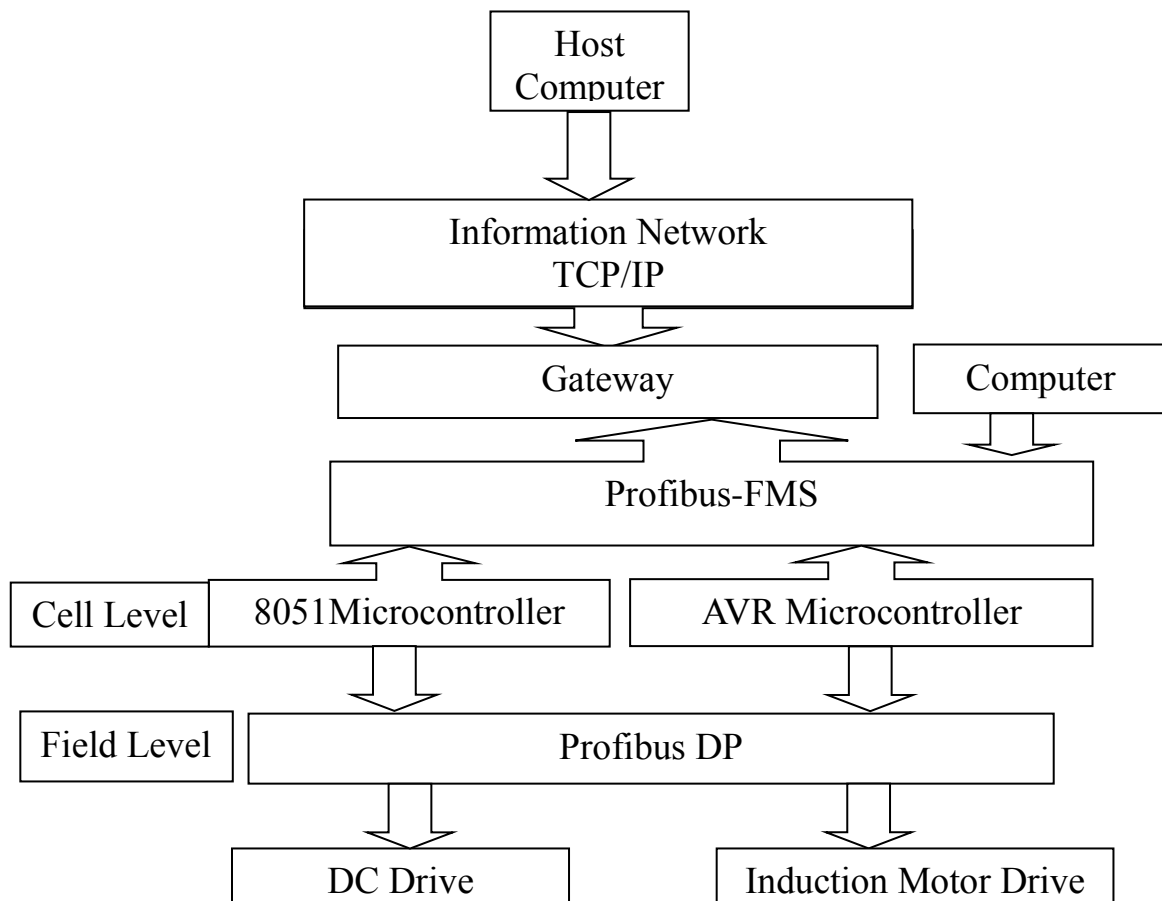 Host
Computer
Information Network
TCP/IP
Gateway
Computer
Profibus-FMS
Cell Level
8051Microcontroller
AVR Microcontroller
Field Level
Profibus DP
DC Drive
Induction Motor Drive